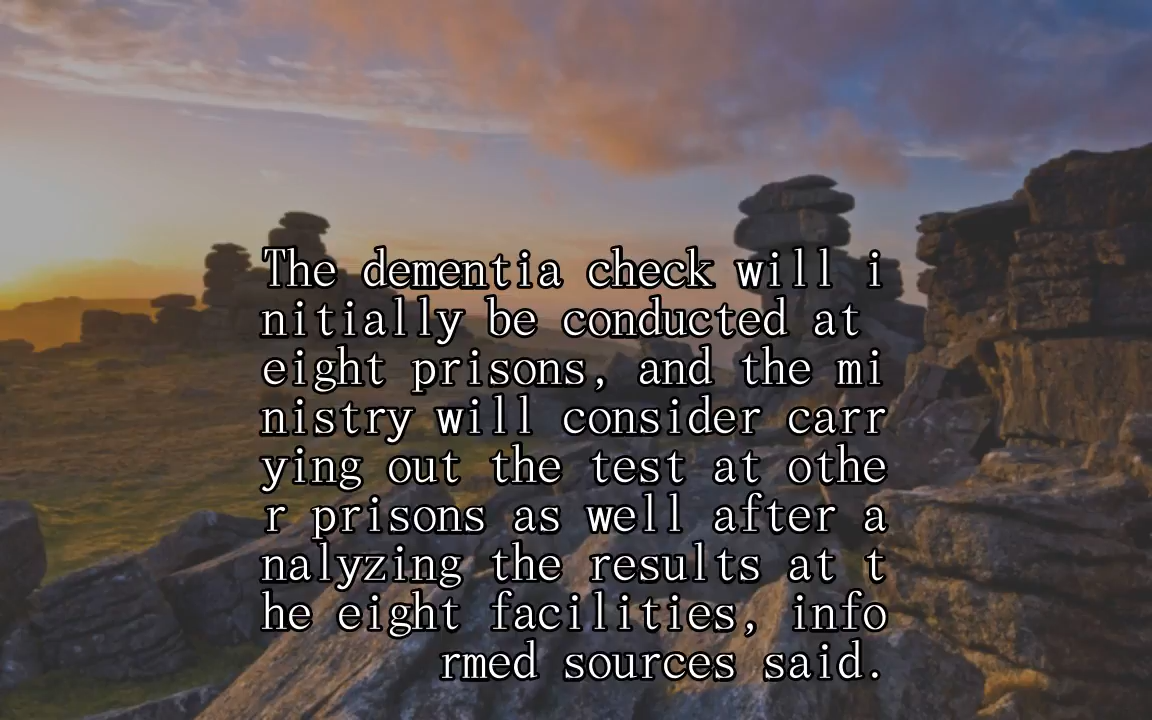 The dementia check will i
nitially be conducted at
eight prisons, and the mi
nistry will consider carr
ying out the test at othe
r prisons as well after a
nalyzing the results at t
he eight facilities, info
rmed sources said.